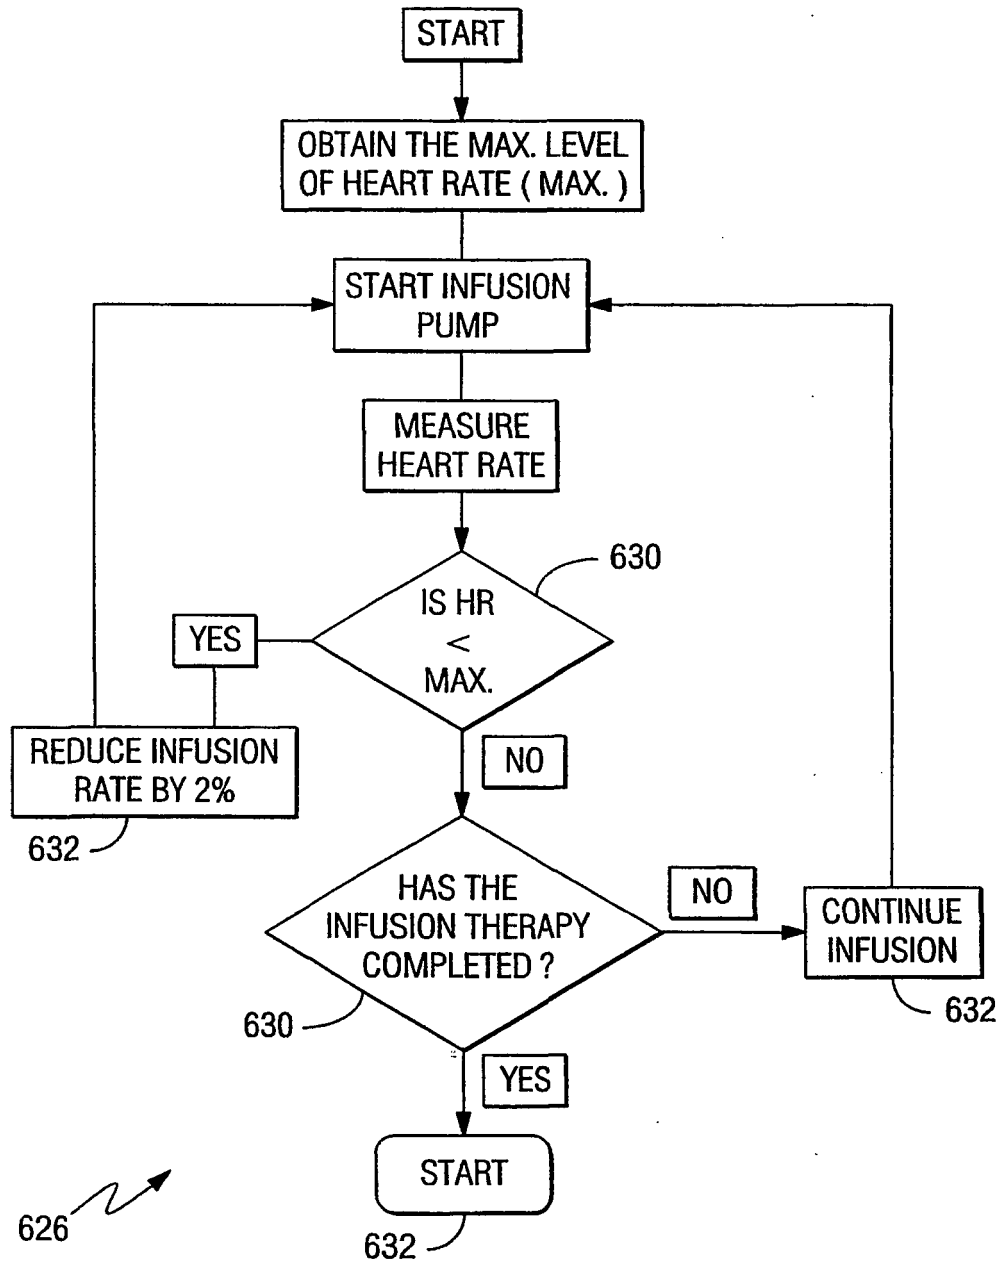 START
OBTAIN THE MAX. LEVEL
OF HEART RATE ( MAX. )
START INFUSION
PUMP
MEASURE
HEART RATE
630
IS HR
<
MAX.
YES
REDUCE INFUSION
RATE BY 2%
632
NO
HAS THE
INFUSION THERAPY
COMPLETED ?
630
NO
CONTINUE
INFUSION
632
YES
START
632
626